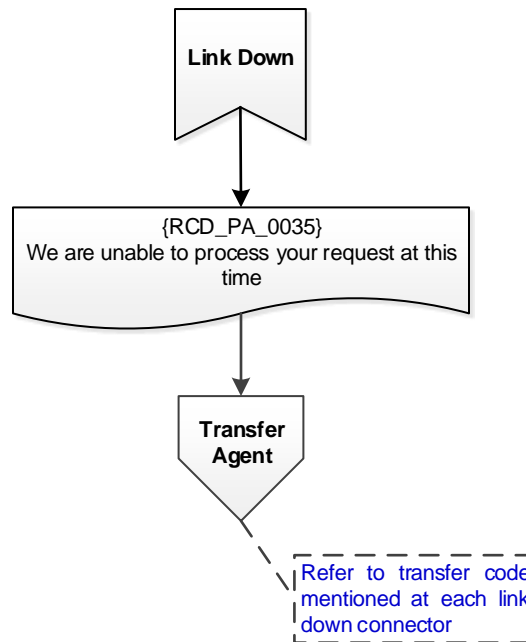 Link Down
{RCD_PA_0035}
We are unable to process your request at this
time
Transfer
Agent
Refer to transfer code
mentioned at each link
down connector